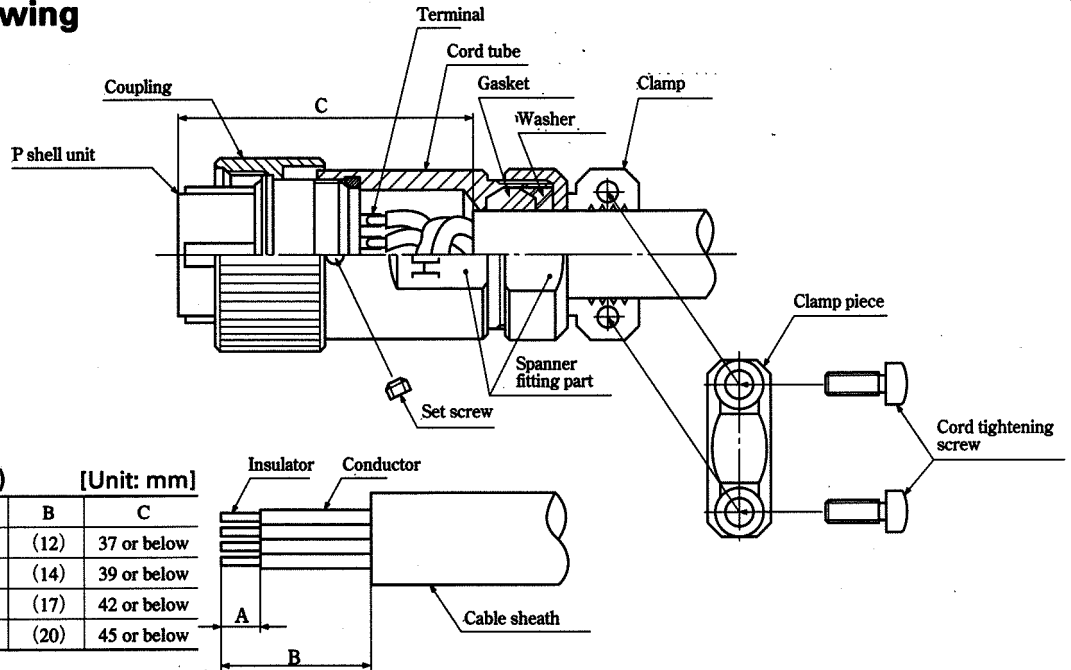 wing
Terminal
Cord tube
Gasket
Clamp
Coupling
C
Washer
P shell unit
Clamp piece
Spanner
fitting part
Set screw
Cord tightening
screw
) [Unit: mm]
B C
(12) 37 or below
(14) 39 or below
(17) 42 or below
(20) 45 or below
Insulator Conductor
A
B
Cable sheath